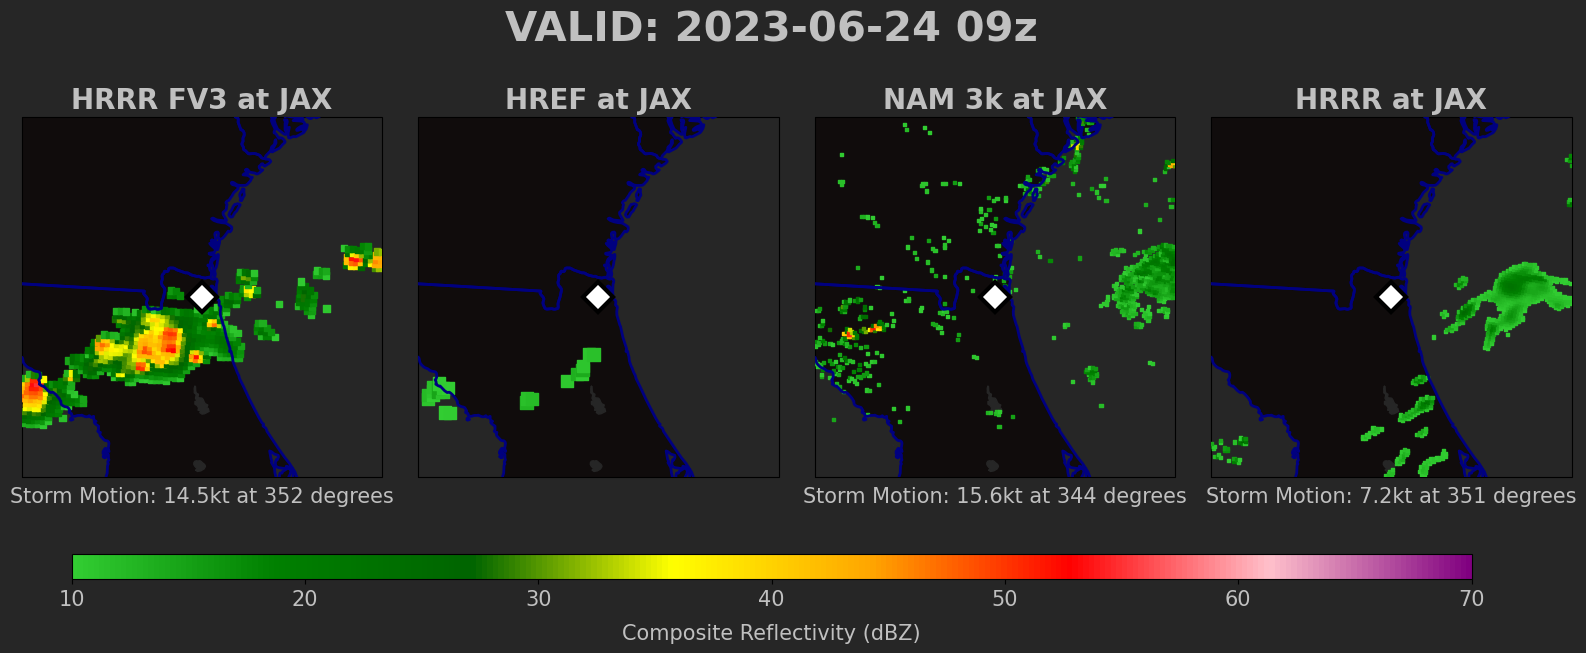 VALID: 2023-06-24 09z
HRRR FV3 at JAX
HREF at JAX
NAM 3k at JAX
HRRR at JAX
Storm Motion: 14.5kt at 352 degrees
Storm Motion: 15.6kt at 344 degrees
Storm Motion: 7.2kt at 351 degrees
10 20 30 40 50 60 70
Composite Reflectivity (dBZ)